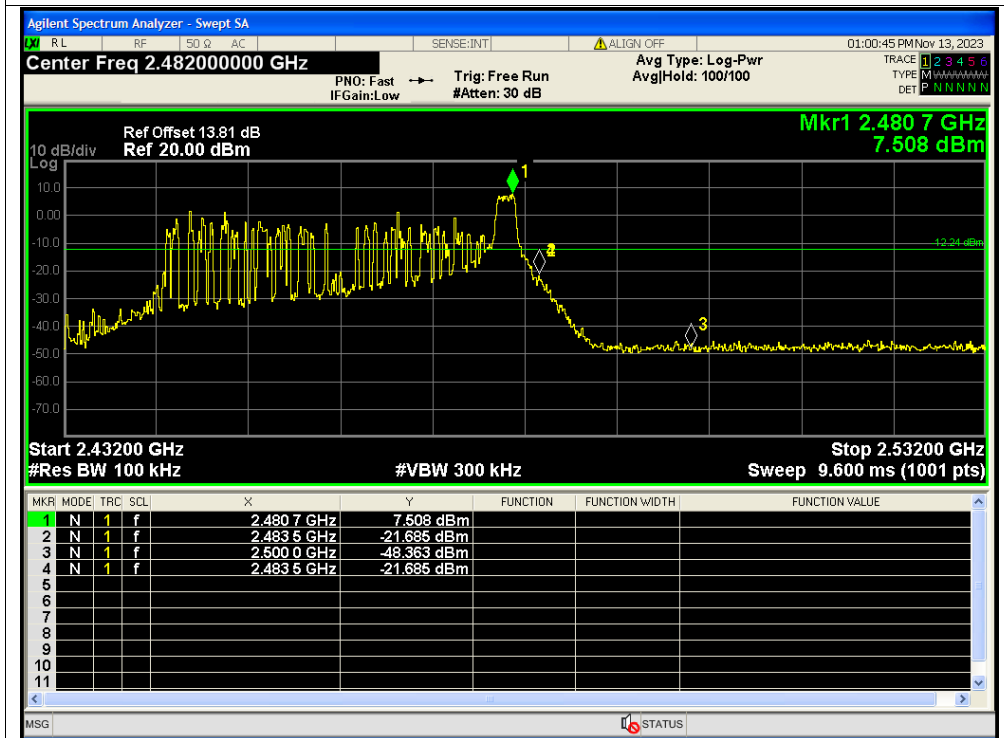 Agilent Spectrum Analyzer - Swept SA
LXI RL RF 50 Ω AC SENSE:INT ALIGN OFF 01:00:45 PM Nov 13, 2023
Center Freq 2.482000000 GHz
PNO: Fast
IFGain:Low
Trig: Free Run
#Atten: 30 dB
Avg Type: Log-Pwr
Avg|Hold: 100/100
TRACE 1 2 3 4 5 6
TYPE M
DET P N N N N N
Mkr1 2.480 7 GHz
7.508 dBm
Ref Offset 13.81 dB
10 dB/div Ref 20.00 dBm
Log
10.0
0.00
-10.0
-20.0
-30.0
-40.0
-50.0
-60.0
-70.0
1
3
-12.24 dBm
Start 2.43200 GHz Stop 2.53200 GHz
#Res BW 100 kHz #VBW 300 kHz Sweep 9.600 ms (1001 pts)
MKR MODE TRC SCL X Y FUNCTION FUNCTION WIDTH FUNCTION VALUE
1 N 1 f 2.480 7 GHz 7.508 dBm
2 N 1 f 2.483 5 GHz -21.685 dBm
3 N 1 f 2.500 0 GHz -48.363 dBm
4 N 1 f 2.483 5 GHz -21.685 dBm
5
6
7
8
9
10
11
MSG STATUS